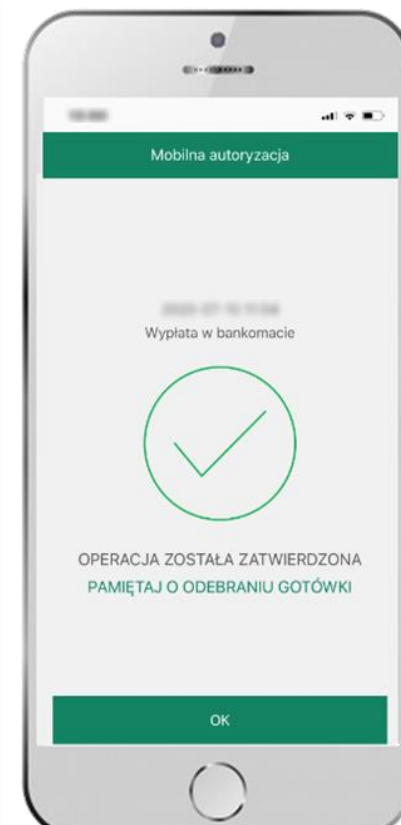 Mobilna autoryzacja
Wypłata w bankomacie
OPERACJA ZOSTAŁA ZATWIERDZONA
PAMIĘTAJ O ODEBRANIU GOTÓWKI
OK